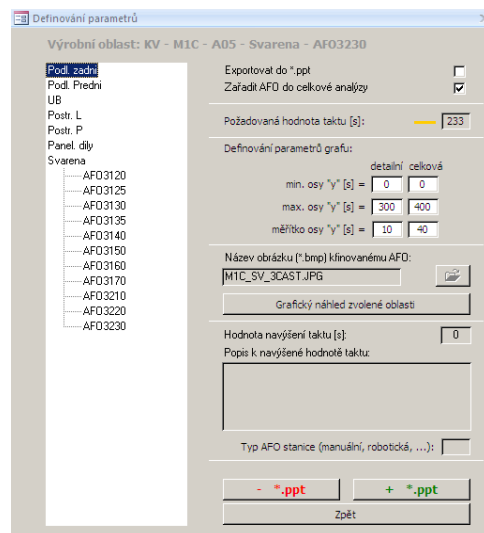 Definování parametrů
Výrobní oblast: KV - M1C - A05 - Svarena - AFO3230
Podl. zadni
Podl. Predni
UB
Postr. L
Postr. P
Panel. dily
Svarena
AFO3120
AFO3125
AFO3130
AFO3135
AFO3140
AFO3150
AFO3160
AFO3170
AFO3210
AFO3220
AFO3230
Exportovat do *.ppt
Zařadit AFO do celkové analýzy
Požadovaná hodnota taktu [s]: 233
Definování parametrů grafu:
detailní celková
min. osy "y" [s] = 0 0
max. osy "y" [s] = 300 400
měřítko osy "y" [s] = 10 40
Název obrázku (*.bmp) kfinovanému AFO:
M1C_SV_3CAST.JPG
Grafický náhled zvolené oblasti
Hodnota navýšení taktu [s]: 0
Popis k navýšené hodnotě taktu:
Typ AFO stanice (manuální, robotická, ...):
- *.ppt + *.ppt
Zpět